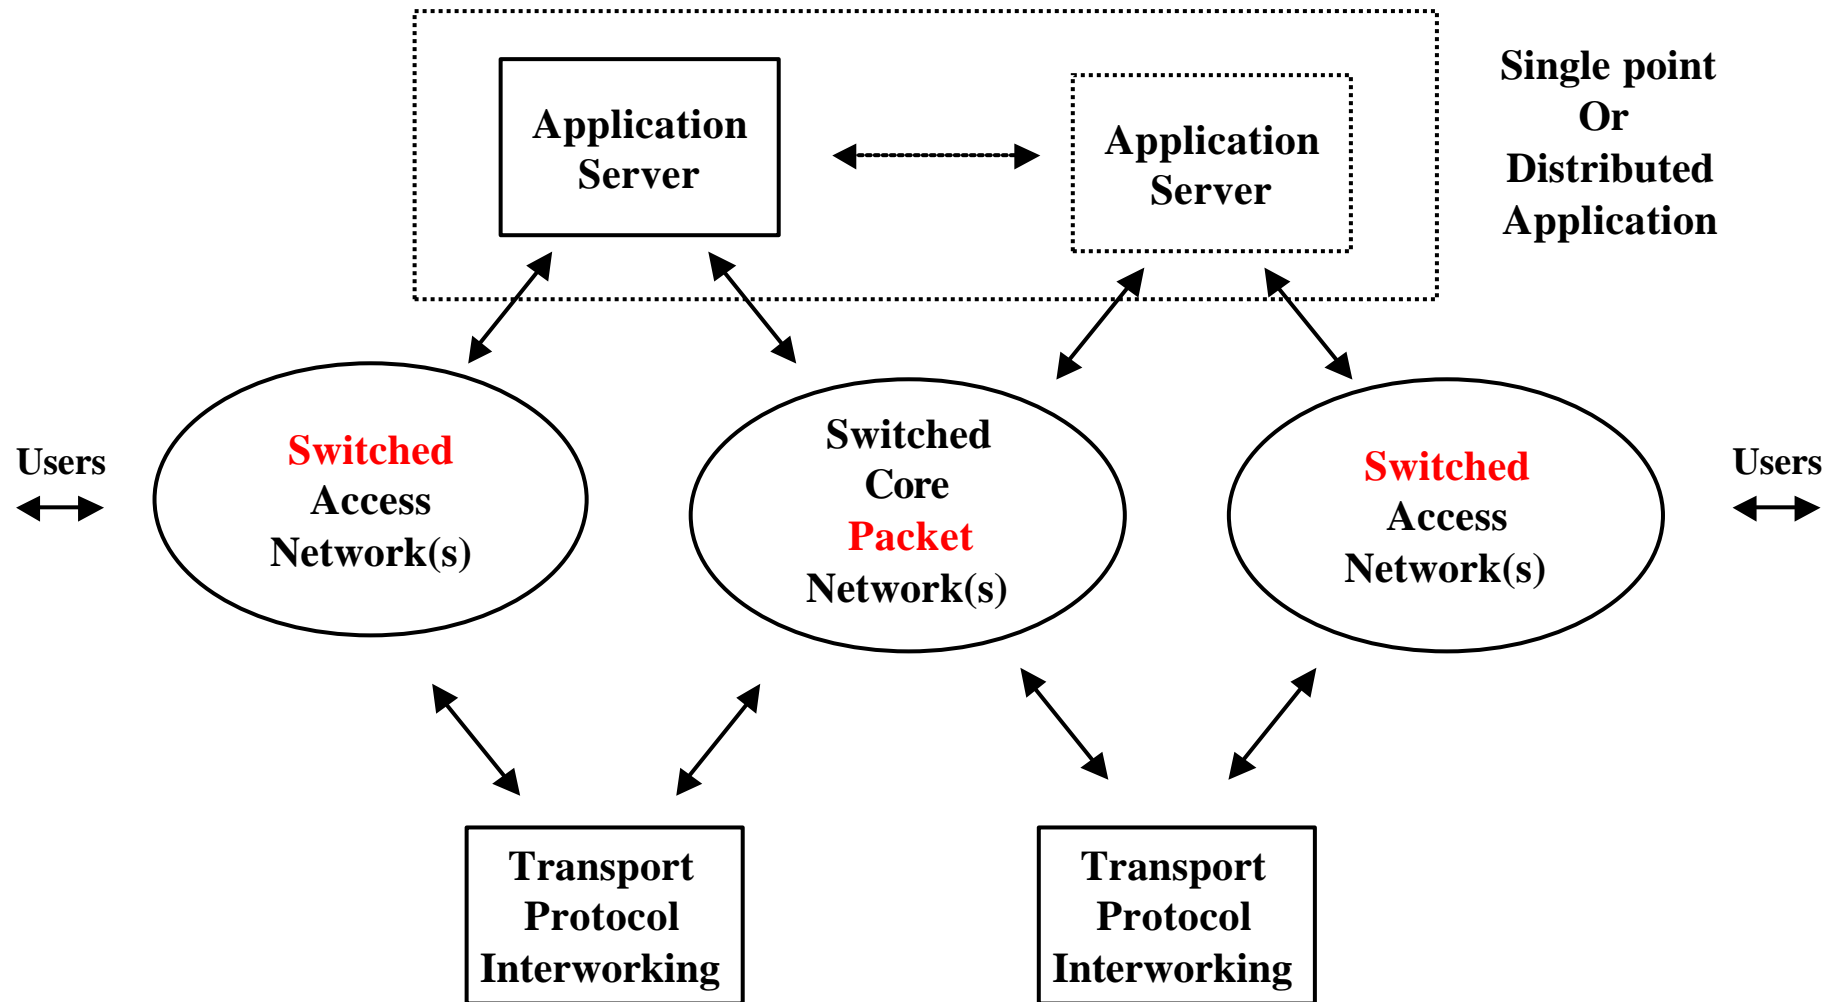 Application
Server
Application
Server
Single point
Or
Distributed
Application
Users
Switched
Access
Network(s)
Switched
Core
Packet
Network(s)
Switched
Access
Network(s)
Users
Transport
Protocol
Interworking
Transport
Protocol
Interworking